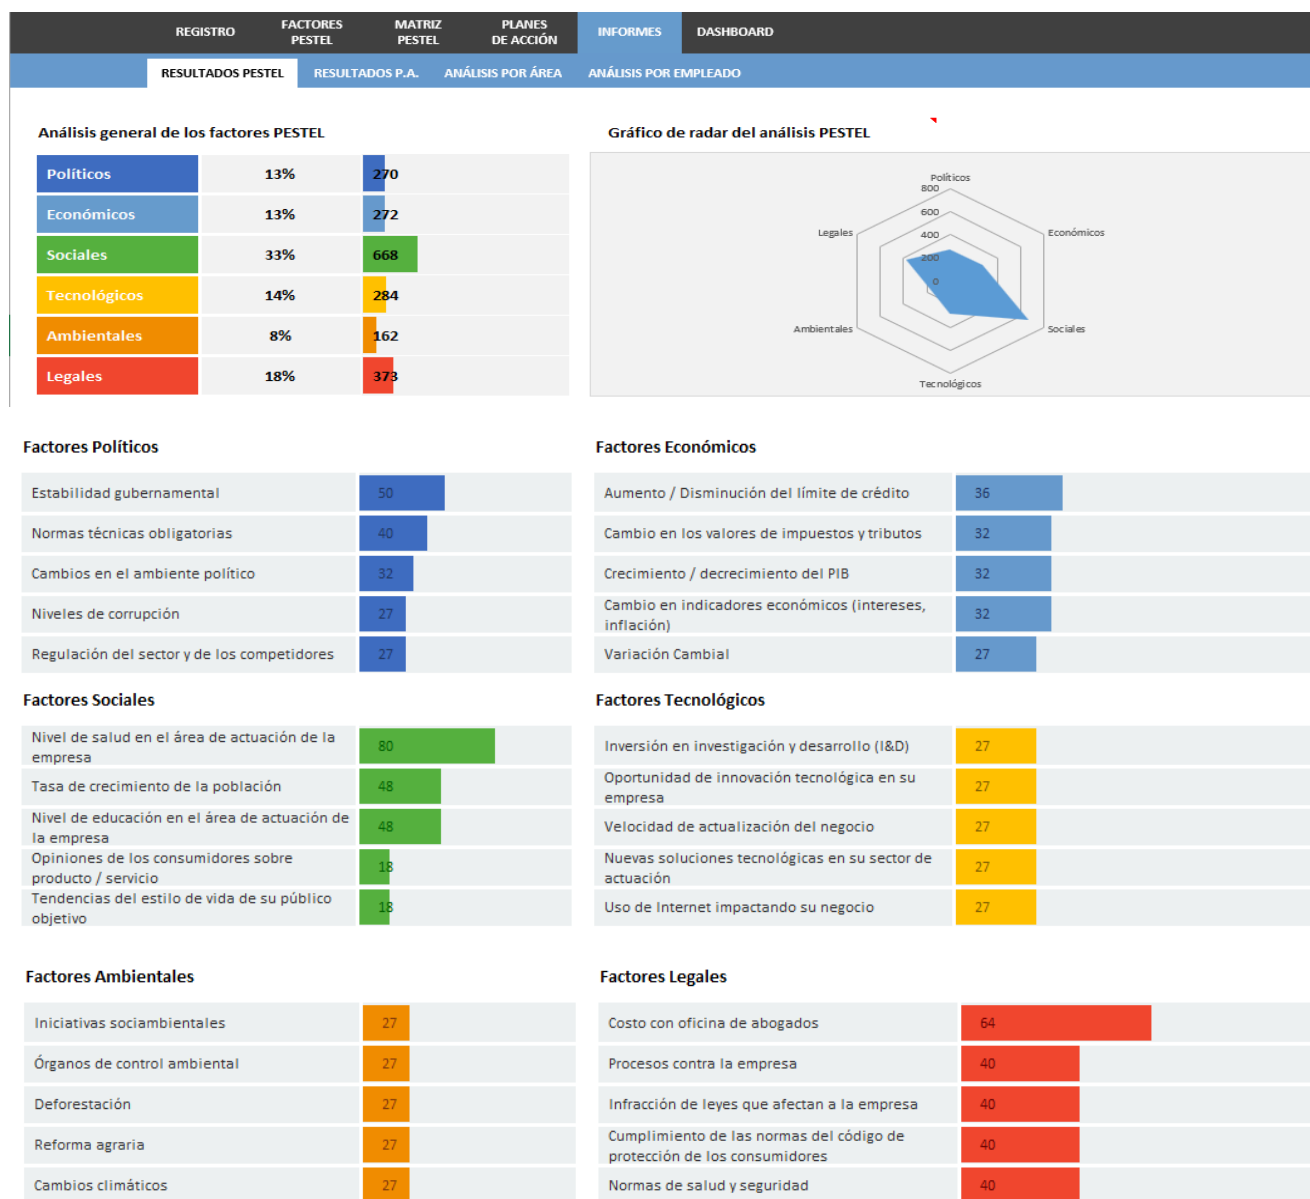 REGISTRO
FACTORES
PESTEL
MATRIZ
PESTEL
PLANES
DE ACCIÓN
INFORMES
DASHBOARD
RESULTADOS PESTEL
RESULTADOS P.A.
ANÁLISIS POR ÁREA
ANÁLISIS POR EMPLEADO
Análisis general de los factores PESTEL
Políticos 13% 270
Económicos 13% 272
Sociales 33% 668
Tecnológicos 14% 284
Ambientales 8% 162
Legales 18% 373
Gráfico de radar del análisis PESTEL
Políticos
800
600
400
200
0
Económicos
Sociales
Tecnológicos
Ambientales
Legales
Factores Políticos
Estabilidad gubernamental 50
Normas técnicas obligatorias 40
Cambios en el ambiente político 32
Niveles de corrupción 27
Regulación del sector y de los competidores 27
Factores Económicos
Aumento / Disminución del límite de crédito 36
Cambio en los valores de impuestos y tributos 32
Crecimiento / decrecimiento del PIB 32
Cambio en indicadores económicos (intereses,
inflación) 32
Variación Cambial 27
Factores Sociales
Nivel de salud en el área de actuación de la
empresa 80
Tasa de crecimiento de la población 48
Nivel de educación en el área de actuación de
la empresa 48
Opiniones de los consumidores sobre
producto / servicio 18
Tendencias del estilo de vida de su público
objetivo 18
Factores Tecnológicos
Inversión en investigación y desarrollo (I&D) 27
Oportunidad de innovación tecnológica en su
empresa 27
Velocidad de actualización del negocio 27
Nuevas soluciones tecnológicas en su sector de
actuación 27
Uso de Internet impactando su negocio 27
Factores Ambientales
Iniciativas sociambientales 27
Órganos de control ambiental 27
Deforestación 27
Reforma agraria 27
Cambios climáticos 27
Factores Legales
Costo con oficina de abogados 64
Procesos contra la empresa 40
Infracción de leyes que afectan a la empresa 40
Cumplimiento de las normas del código de
protección de los consumidores 40
Normas de salud y seguridad 40